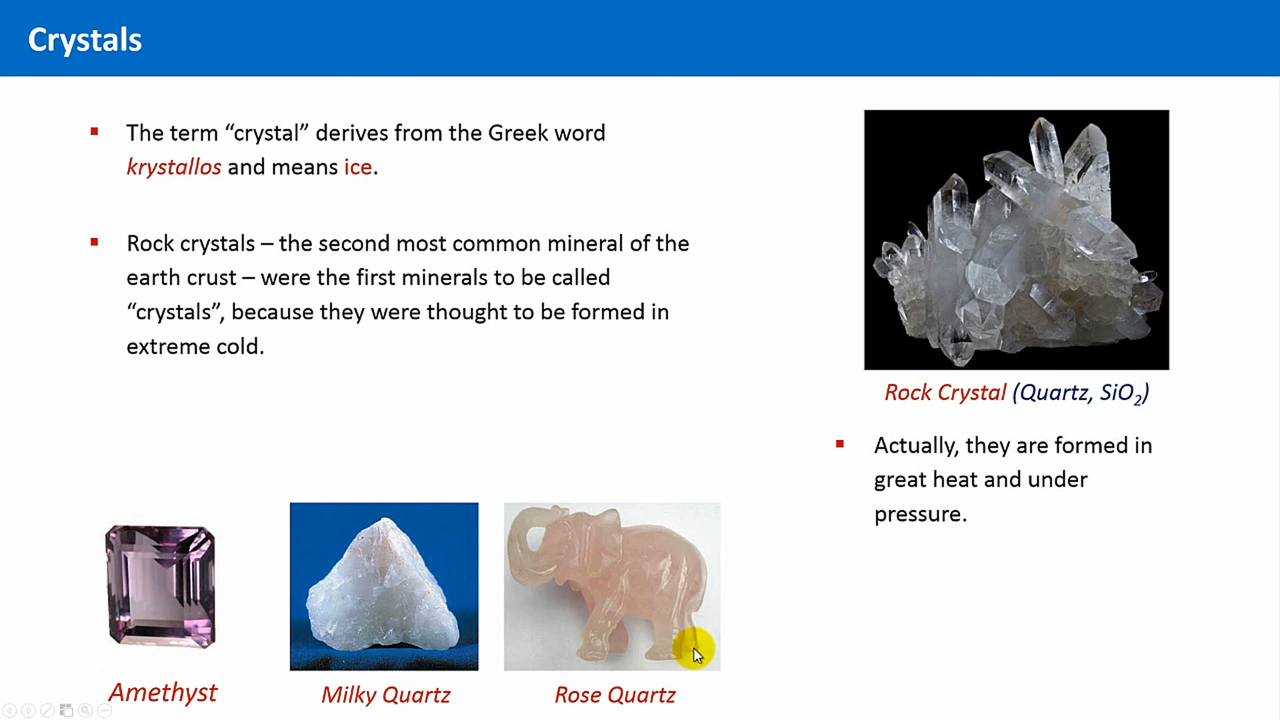 Crystals
▪ The term “crystal” derives from the Greek word
krystallos and means ice.
▪ Rock crystals – the second most common mineral of the
earth crust – were the first minerals to be called
“crystals”, because they were thought to be formed in
extreme cold.
Rock Crystal (Quartz, SiO₂)
▪ Actually, they are formed in
great heat and under
pressure.
Amethyst
Milky Quartz
Rose Quartz